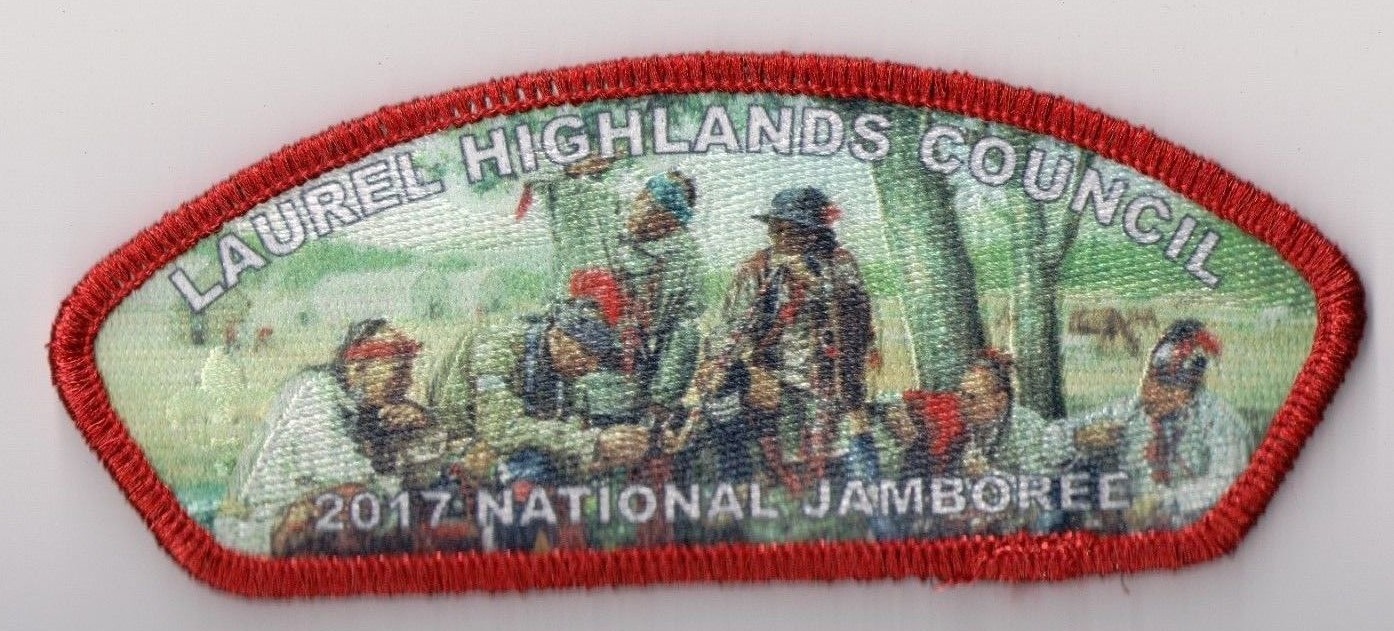 LAUREL HIGHLANDS COUNCIL
2017 NATIONAL JAMBOREE